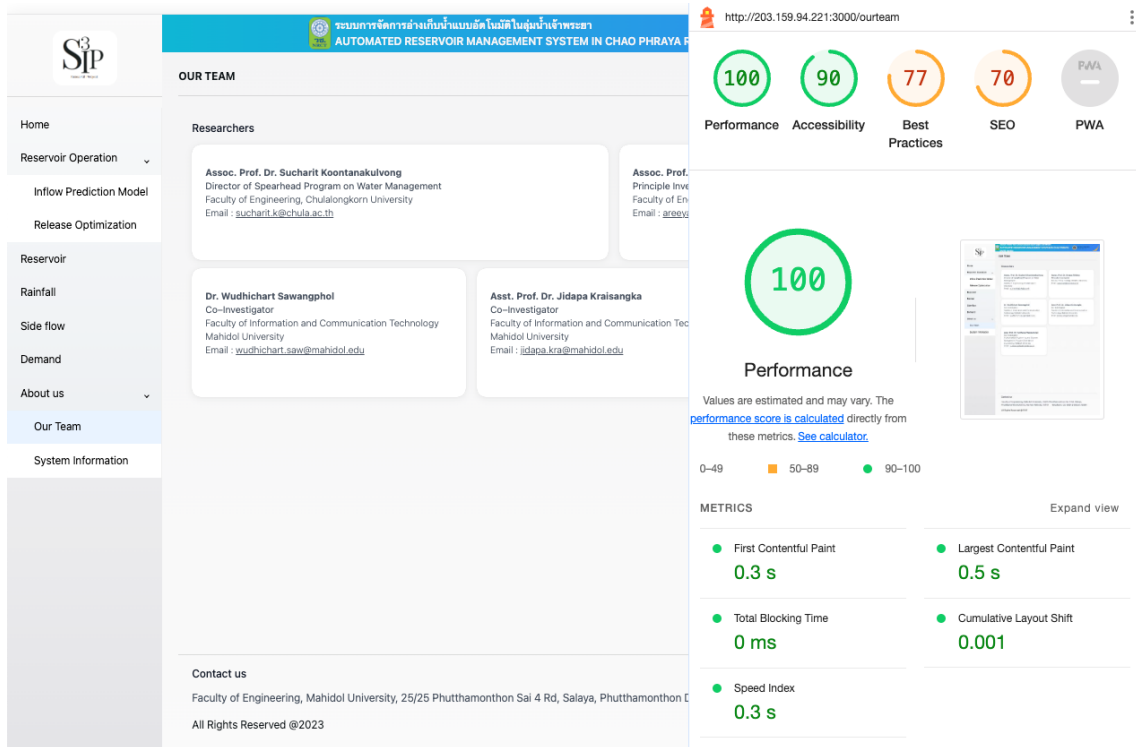 S3IP
Home
Reservoir Operation
Inflow Prediction Model
Release Optimization
Reservoir
Rainfall
Side flow
Demand
About us
Our Team
System Information
ระบบการจัดการอ่างเก็บน้ำแบบอัตโนมัติในลุ่มน้ำเจ้าพระยา
AUTOMATED RESERVOIR MANAGEMENT SYSTEM IN CHAO PHRAYA
OUR TEAM
Researchers
Assoc. Prof. Dr. Sucharit Koontanakulvong
Director of Spearhead Program on Water Management
Faculty of Engineering, Chulalongkorn University
Email : sucharit.k@chula.ac.th
Assoc. Prof.
Principle Inve
Faculty of En
Email : areeya
Dr. Wudhichart Sawangphol
Co-Investigator
Faculty of Information and Communication Technology
Mahidol University
Email : wudhichart.saw@mahidol.edu
Asst. Prof. Dr. Jidapa Kraisangka
Co-Investigator
Faculty of Information and Communication Tec
Mahidol University
Email : jidapa.kra@mahidol.edu
Contact us
Faculty of Engineering, Mahidol University, 25/25 Phutthamonthon Sai 4 Rd, Salaya, Phutthamonthon D
All Rights Reserved @2023
http://203.159.94.221:3000/ourteam
100
90
77
70
PWA
Performance
Accessibility
Best
Practices
SEO
PWA
100
Performance
Values are estimated and may vary. The
performance score is calculated directly from
these metrics. See calculator.
0–49
50–89
90–100
METRICS
Expand view
First Contentful Paint
0.3 s
Largest Contentful Paint
0.5 s
Total Blocking Time
0 ms
Cumulative Layout Shift
0.001
Speed Index
0.3 s